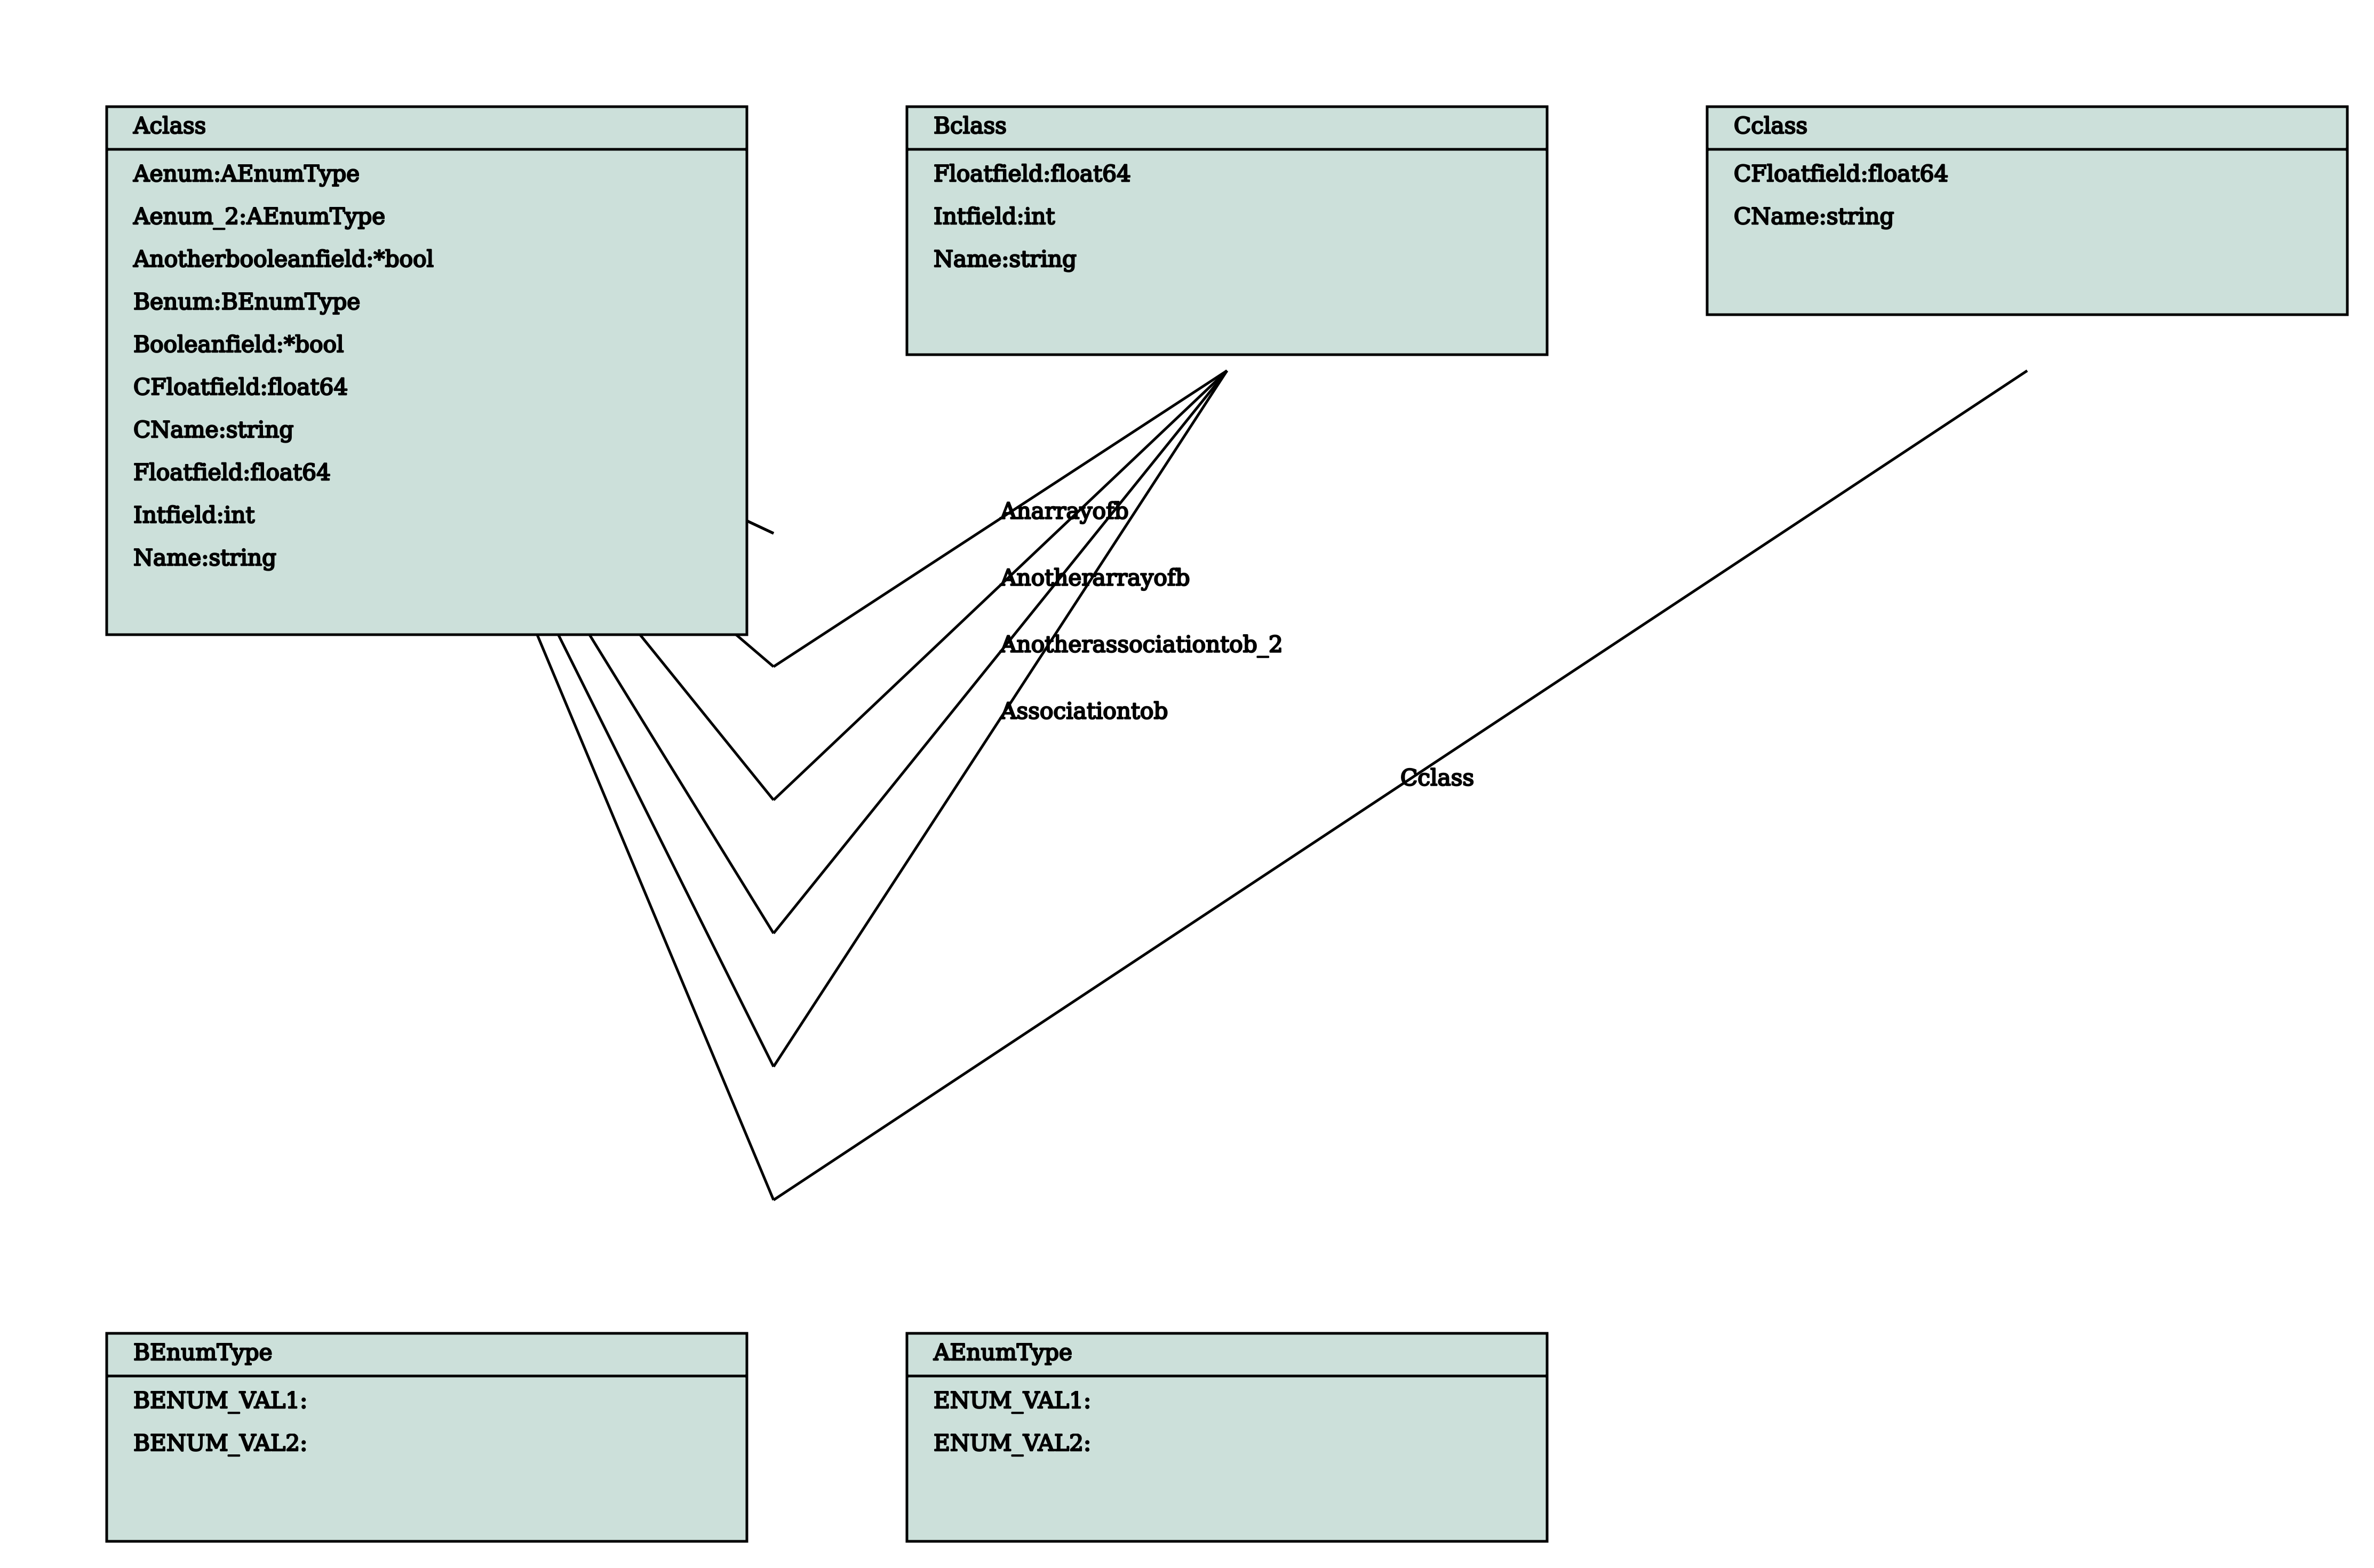 Aclass
Aenum:AEnumType
Aenum_2:AEnumType
Anotherbooleanfield:*bool
Benum:BEnumType
Booleanfield:*bool
CFloatfield:float64
CName:string
Floatfield:float64
Intfield:int
Name:string
Bclass
Floatfield:float64
Intfield:int
Name:string
Cclass
CFloatfield:float64
CName:string
Anarrayofb
Anotherarrayofb
Anotherassociationtob_2
Associationtob
Cclass
BEnumType
BENUM_VAL1:
BENUM_VAL2:
AEnumType
ENUM_VAL1:
ENUM_VAL2: